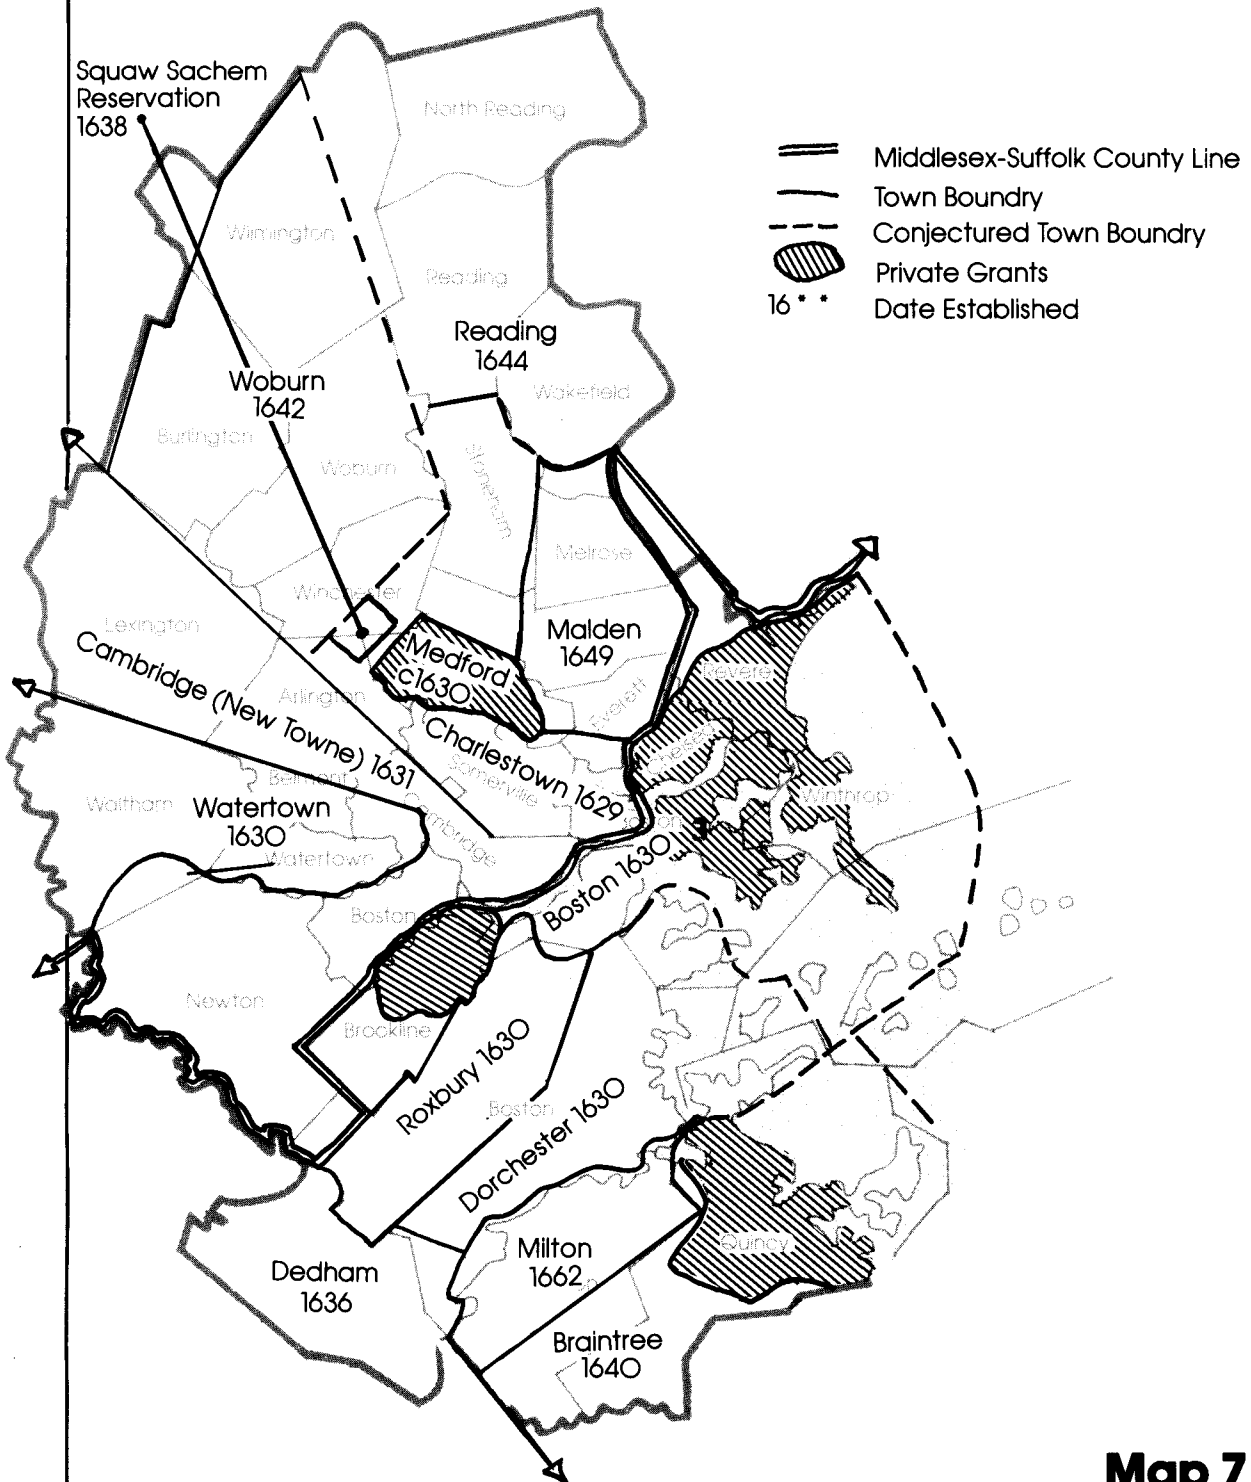 Squaw Sachem
Reservation
1638
North Reading
Middlesex-Suffolk County Line
Town Boundry
Conjectured Town Boundry
Private Grants
16 • • Date Established
Wilmington
Reading
Reading
1644
Wakefield
Woburn
1642
Burlington
Woburn
Stoneham
Melrose
Winchester
Lexington
Malden
1649
Medford
c1630
Revere
Cambridge (New Towne) 1631
Arlington
Everett
Charlestown 1629
Somerville
Chelsea
Belmont
Waltham
Watertown
1630
Winthrop
Cambridge
Watertown
Boston
Boston 1630
Boston
Newton
Brockline
Roxbury 1630
Boston
Dorchester 1630
Quincy
Milton
1662
Dedham
1636
Braintree
1640
Map 7